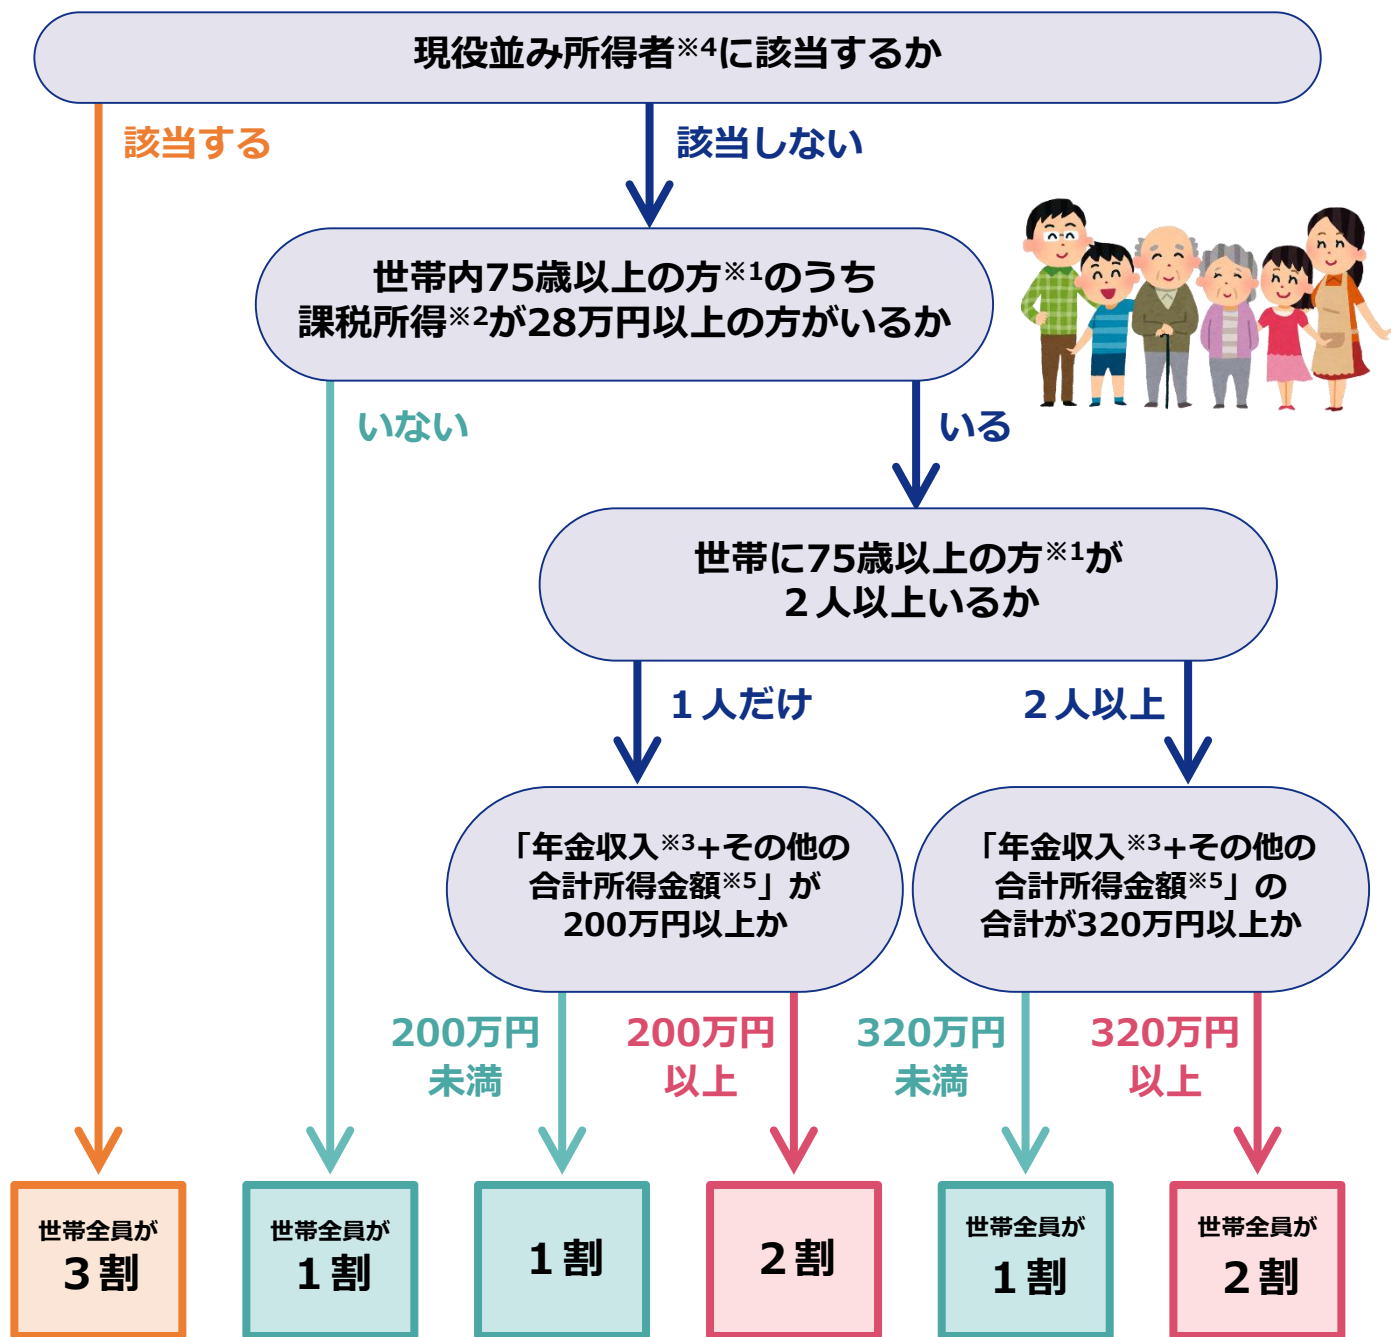 現役並み所得者※4に該当するか
該当する
該当しない
世帯内75歳以上の方※1のうち
課税所得※2が28万円以上の方がいるか
いない
いる
世帯に75歳以上の方※1が
２人以上いるか
１人だけ
２人以上
「年金収入※3+その他の
合計所得金額※5」が
200万円以上か
「年金収入※3+その他の
合計所得金額※5」の
合計が320万円以上か
200万円
未満
200万円
以上
320万円
未満
320万円
以上
世帯全員が
３割
世帯全員が
１割
１割
２割
世帯全員が
１割
世帯全員が
２割